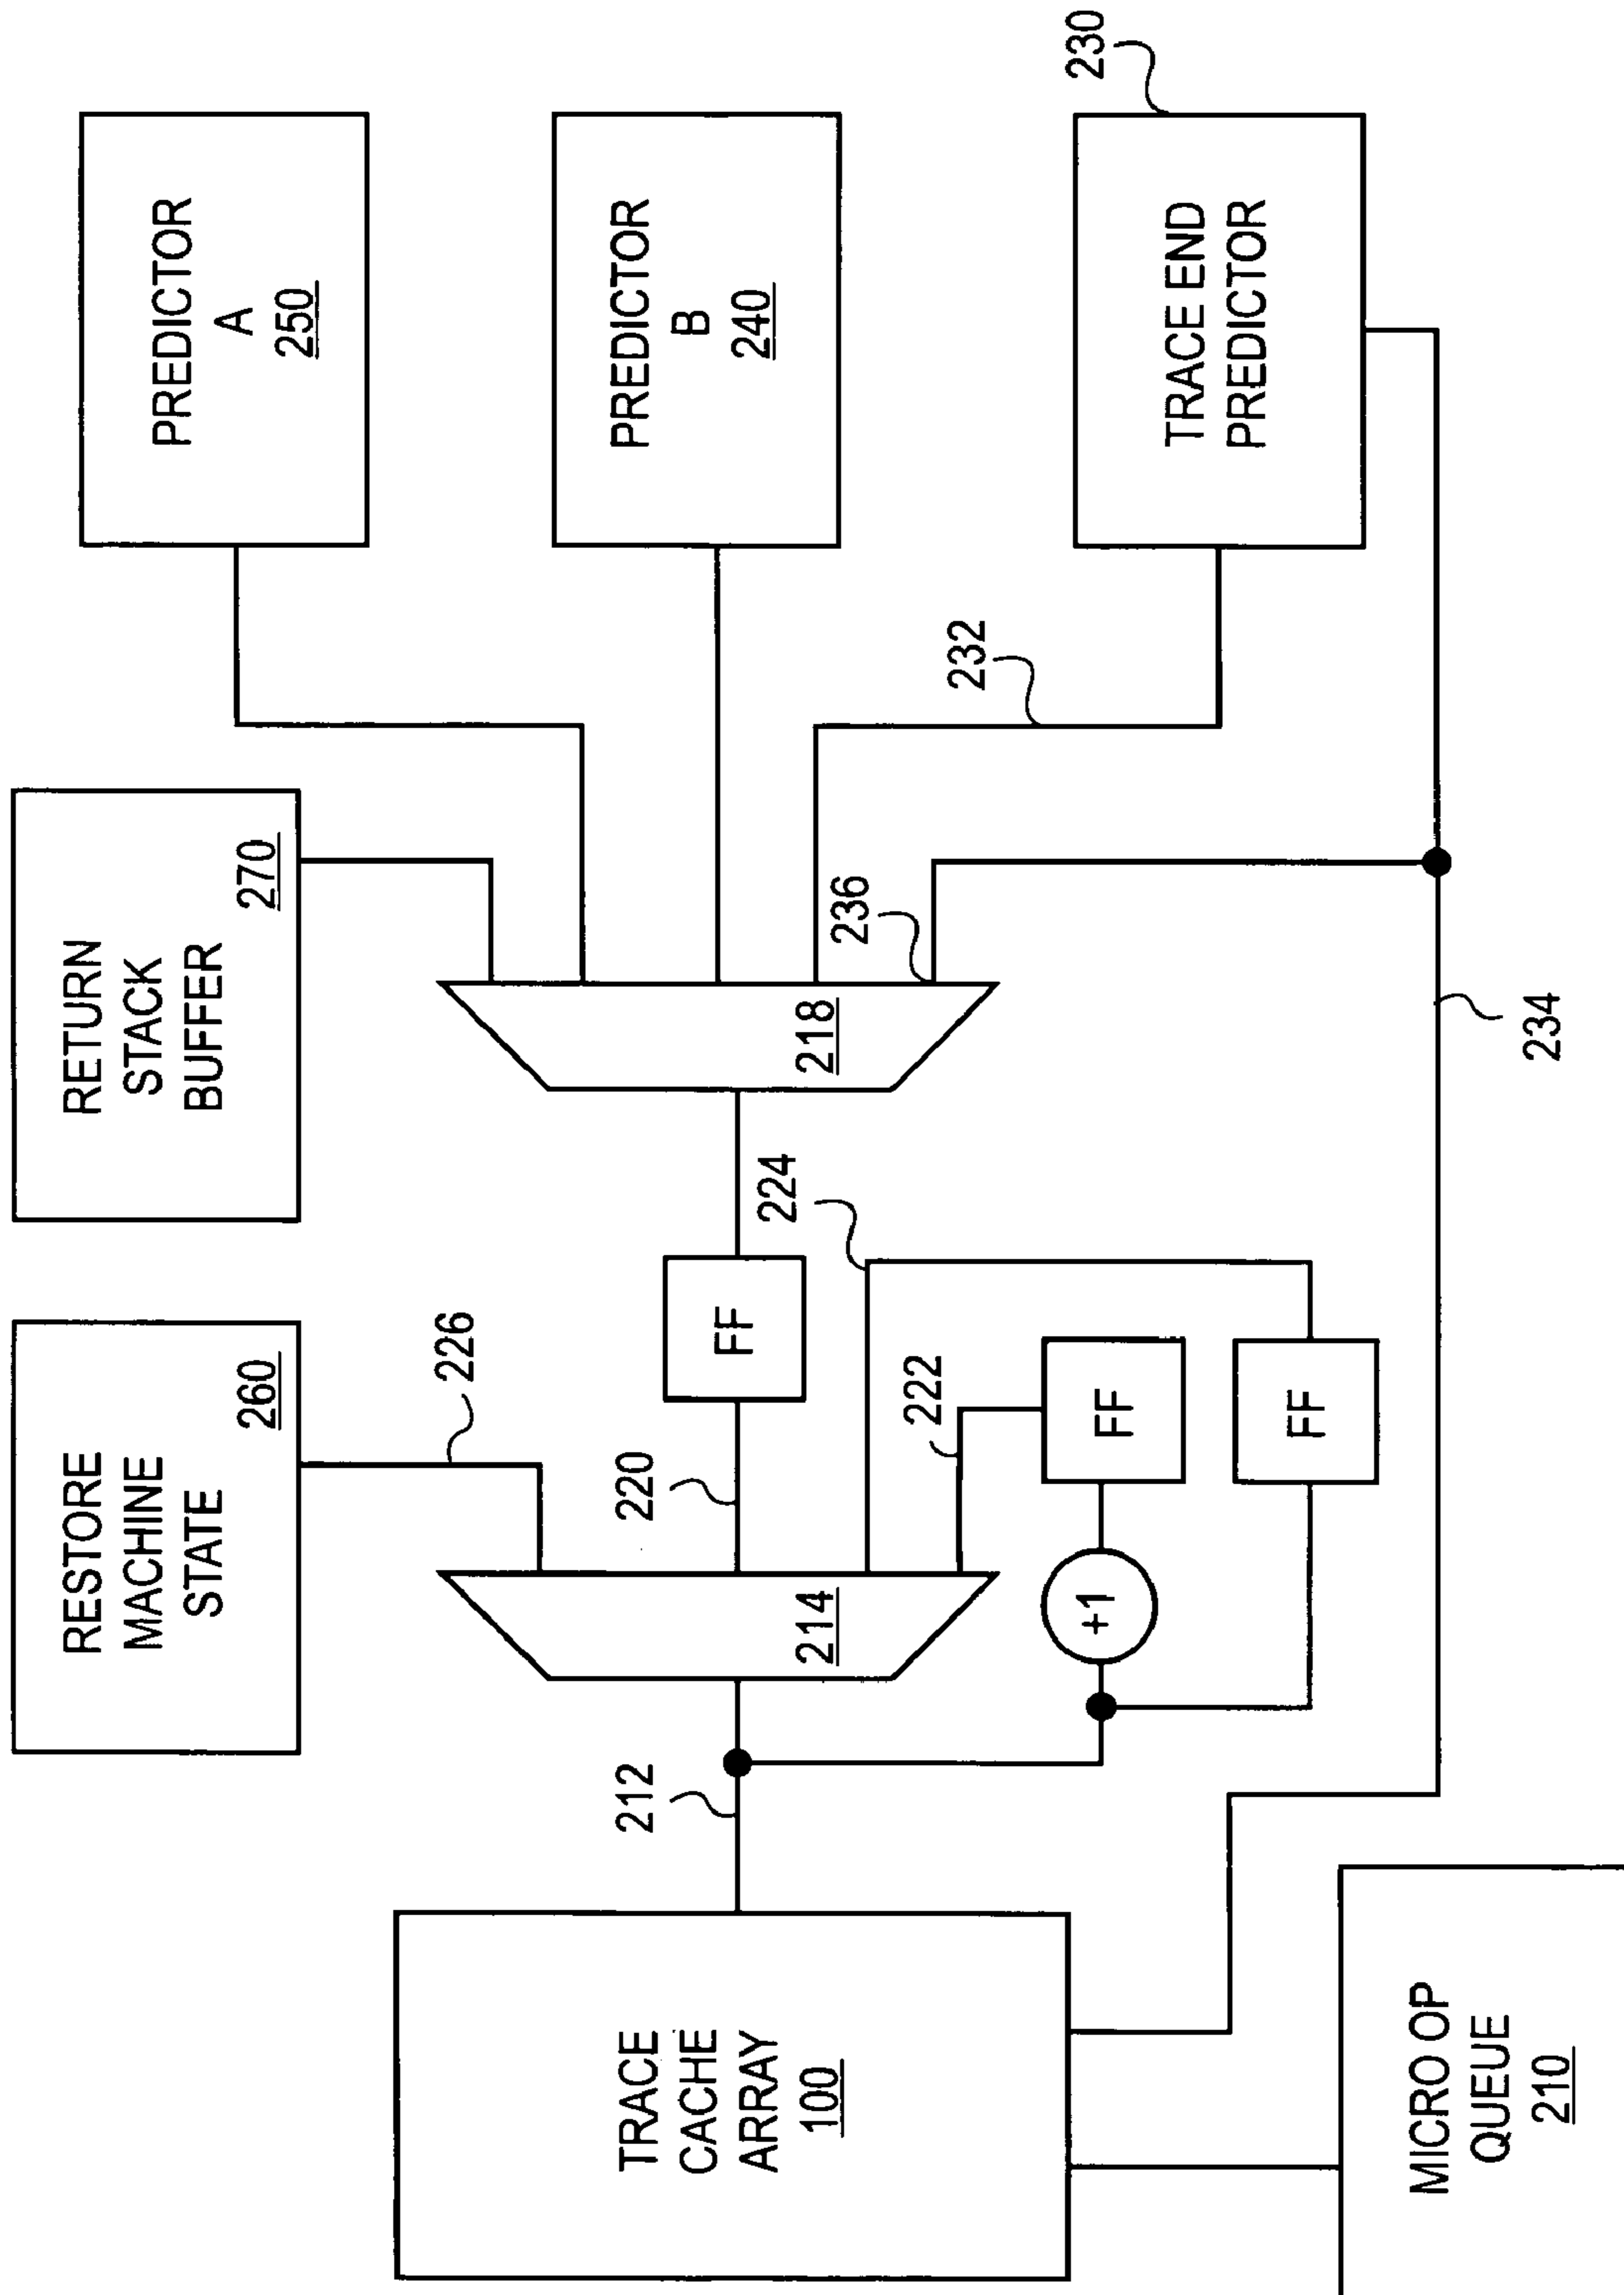 TRACE
CACHE
ARRAY
100
MICRO OP
QUEUE
210
212
RESTORE
MACHINE
STATE
260
226
214
220
+1
222
FF
FF
FF
224
RETURN
STACK
BUFFER
270
218
236
234
232
PREDICTOR
A
250
PREDICTOR
B
240
TRACE END
PREDICTOR
230